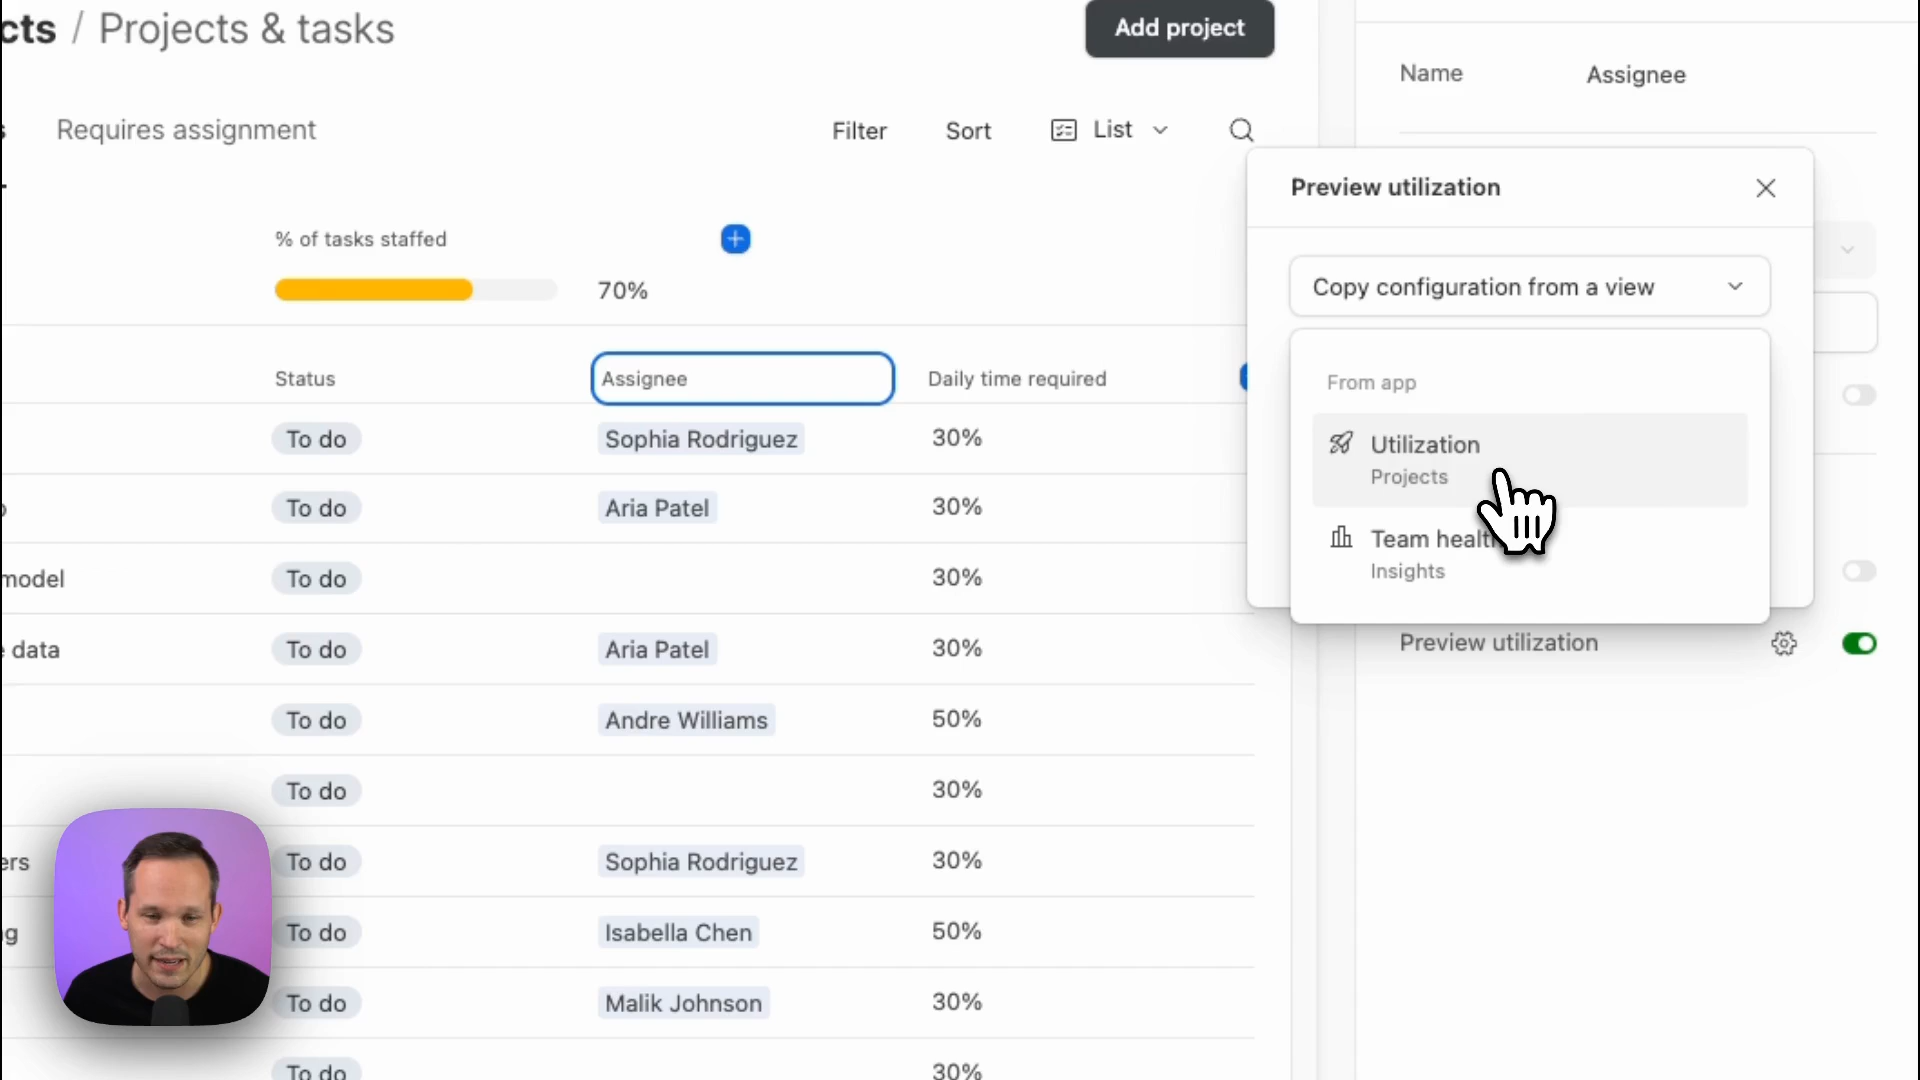 cts / Projects & tasks
Add project
Name
Assignee
s
Requires assignment
Filter
Sort
List
Preview utilization
% of tasks staffed
70%
Copy configuration from a view
From app
Utilization
Projects
Team health
Insights
Preview utilization
Status
Assignee
Daily time required
To do
Sophia Rodriguez
30%
o
To do
Aria Patel
30%
model
To do
30%
e data
To do
Aria Patel
30%
To do
Andre Williams
50%
To do
30%
ers
To do
Sophia Rodriguez
30%
ng
To do
Isabella Chen
50%
To do
Malik Johnson
30%
To do
30%